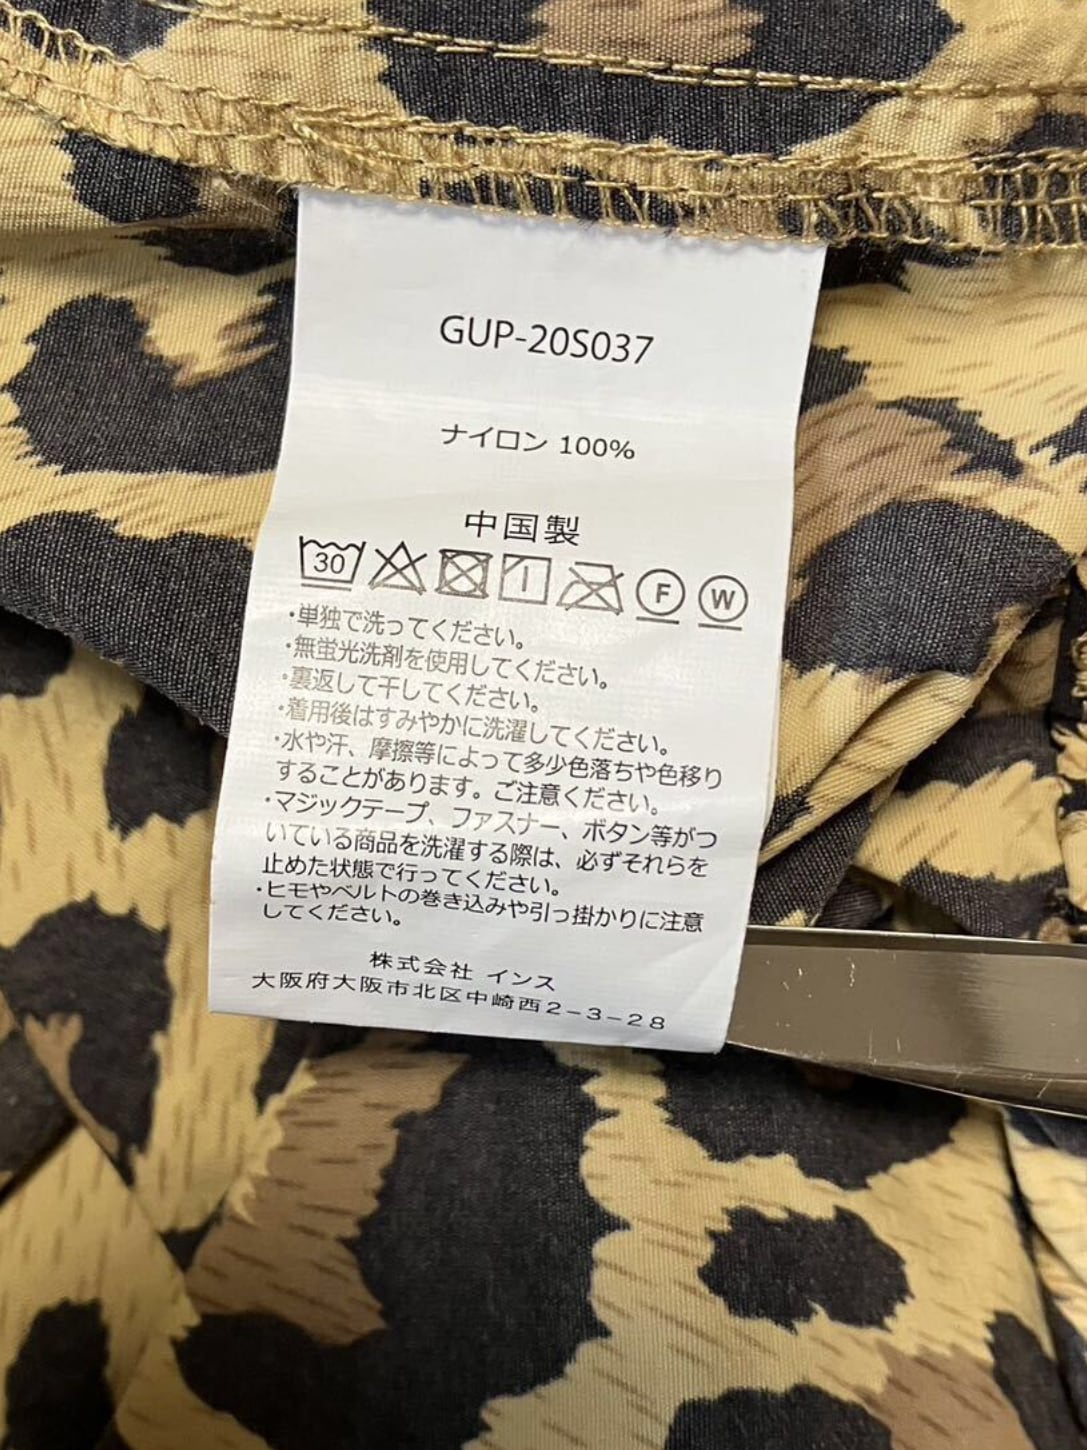 GUP-20S037
ナイロン 100%
中国製
30 F W
・単独で洗ってください。
・無蛍光洗剤を使用してください。
・裏返して干してください。
・着用後はすみやかに洗濯してください。
・水や汗、摩擦等によって多少色落ちや色移り
することがあります。ご注意ください。
・マジックテープ、ファスナー、ボタン等がつ
いている商品を洗濯する際は、必ずそれらを
止めた状態で行ってください。
・ヒモやベルトの巻き込みや引っ掛かりに注意
してください。
株式会社 インス
大阪府大阪市北区中崎西2-3-28